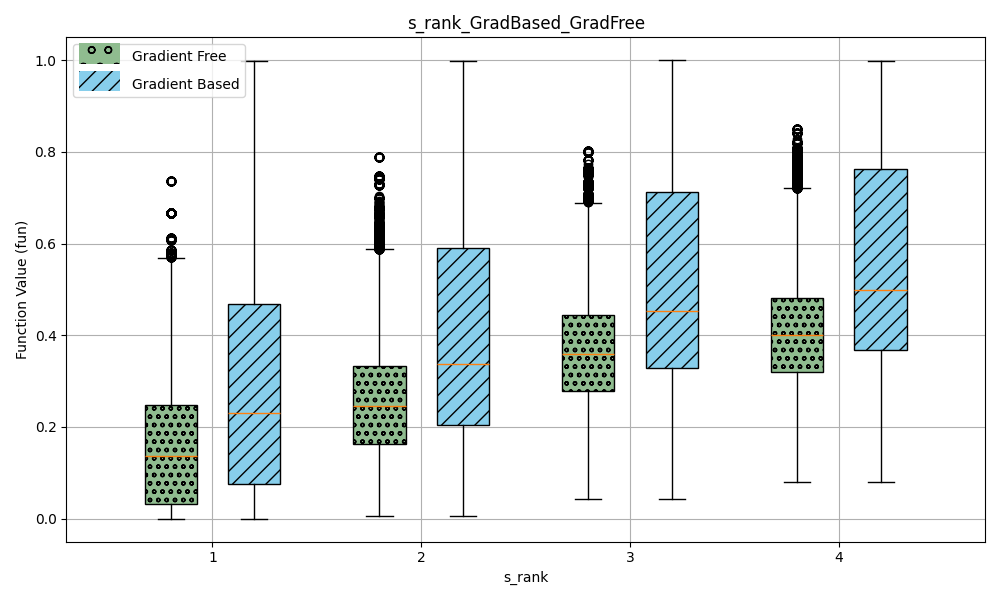 s_rank_GradBased_GradFree
Gradient Free
Gradient Based
Function Value (fun)
1.0
0.8
0.6
0.4
0.2
0.0
1 2 3 4
s_rank